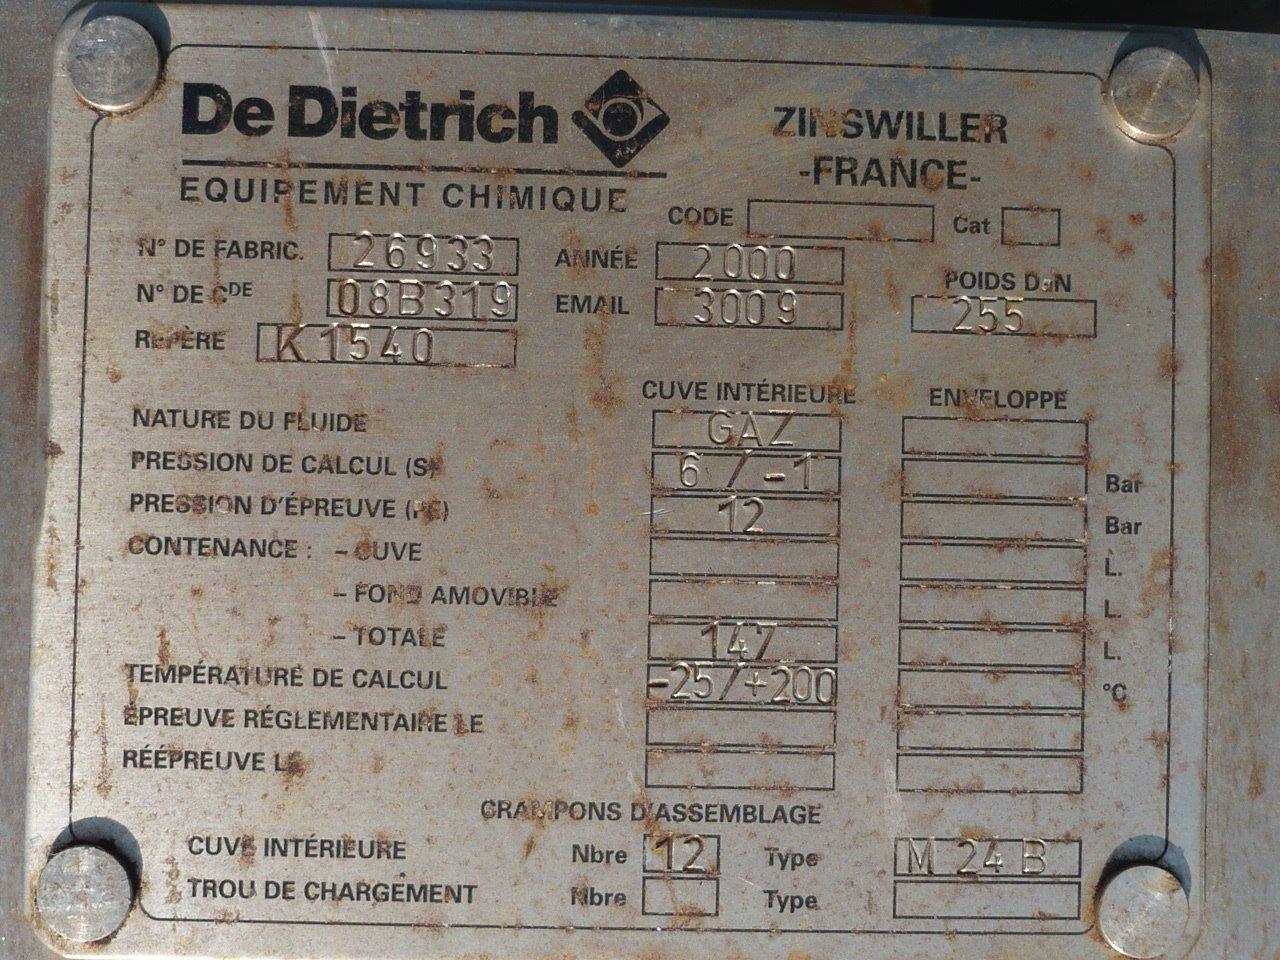 De Dietrich
ZINSWILLER
-FRANCE-
EQUIPEMENT CHIMIQUE
CODE Cat
N° DE FABRIC. 26933 ANNÉE 2000
POIDS DaN
N° DE CDE 08B319 EMAIL 3009 255
REPÈRE K1540
CUVE INTÉRIEURE ENVELOPPE
NATURE DU FLUIDE GAZ
PRESSION DE CALCUL (S) 6 / -1 Bar
PRESSION D'ÉPREUVE (PE) 12 Bar
CONTENANCE : - CUVE L.
- FOND AMOVIBLE L.
- TOTALE 147 L.
TEMPÉRATURE DE CALCUL -25/+200 °C
ÉPREUVE RÉGLEMENTAIRE LE
RÉÉPREUVE LE
CRAMPONS D'ASSEMBLAGE
CUVE INTÉRIEURE Nbre 12 Type M 24 B
TROU DE CHARGEMENT Nbre Type